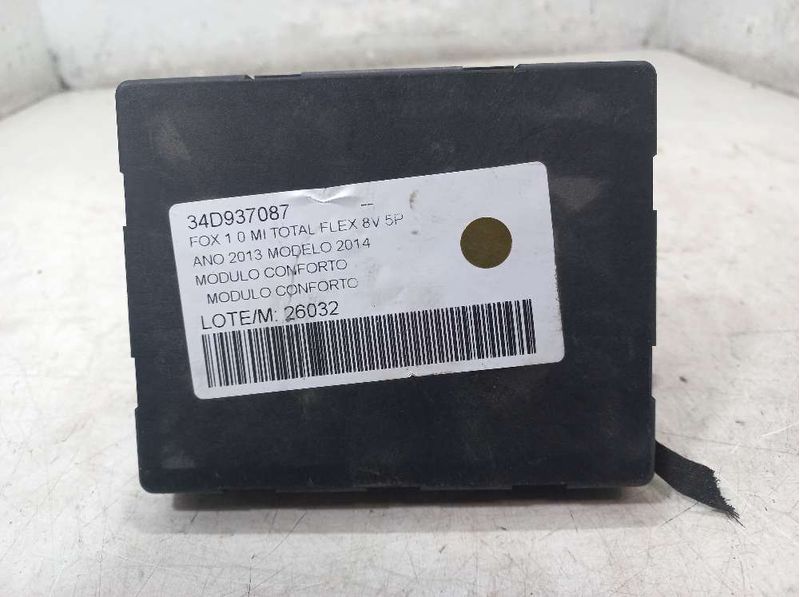 34D937087 --
FOX 1.0 MI TOTAL FLEX 8V 5P
ANO 2013 MODELO 2014
MODULO CONFORTO
MODULO CONFORTO
LOTE/M: 26032